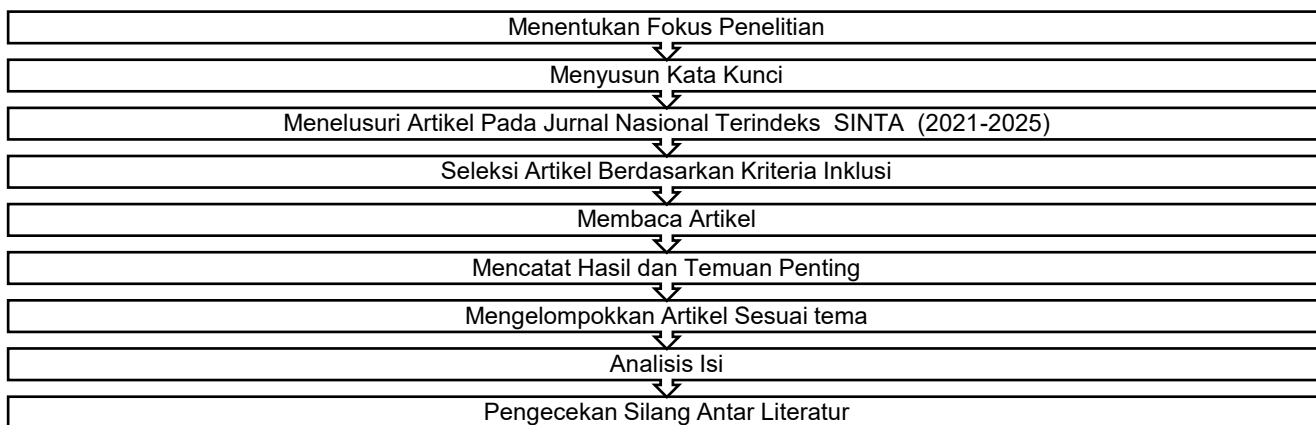 Menentukan Fokus Penelitian
Menyusun Kata Kunci
Menelusuri Artikel Pada Jurnal Nasional Terindeks  SINTA  (2021-2025)
Seleksi Artikel Berdasarkan Kriteria Inklusi
Membaca Artikel
Mencatat Hasil dan Temuan Penting
Mengelompokkan Artikel Sesuai tema
Analisis Isi
Pengecekan Silang Antar Literatur